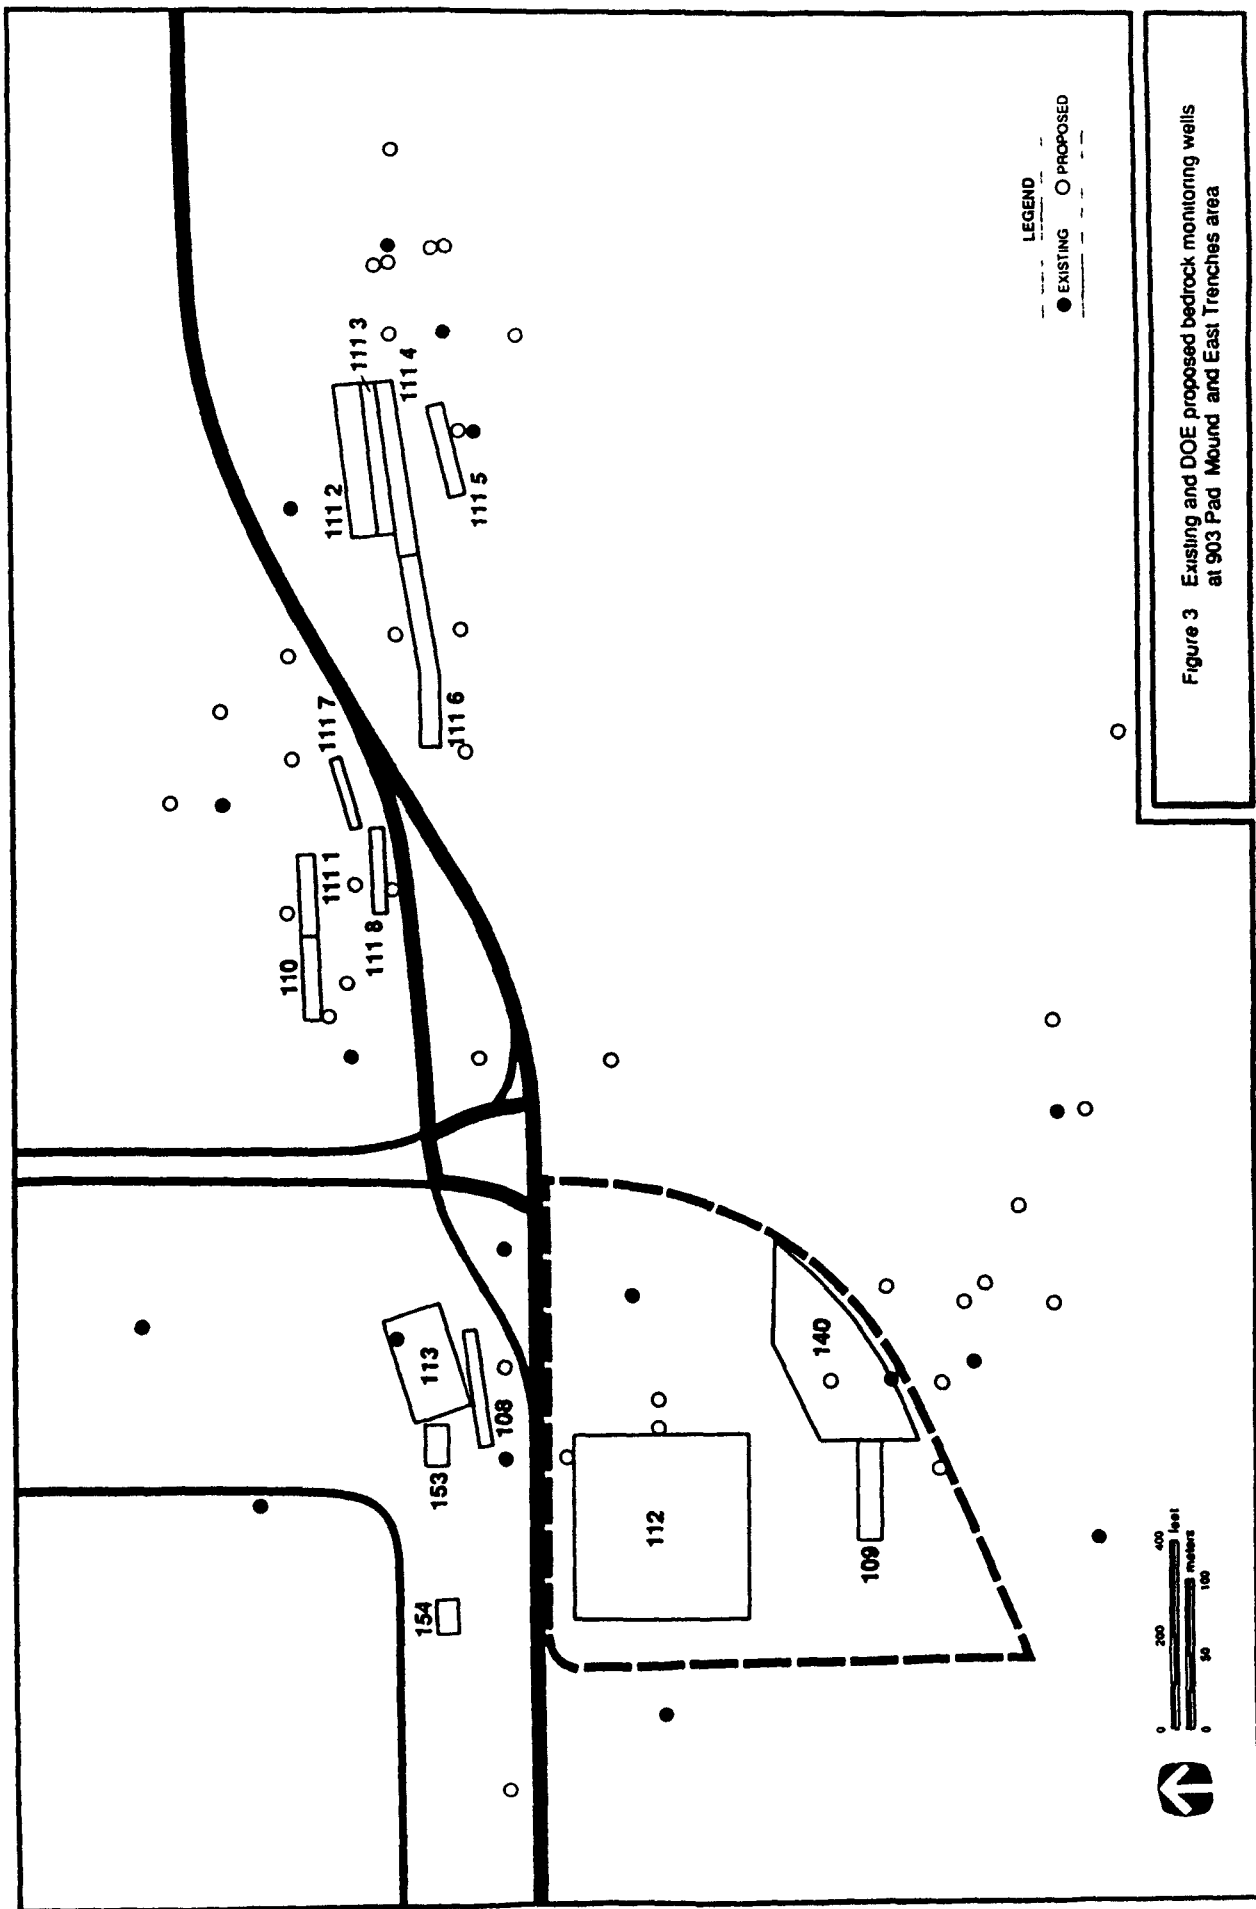 154
153
113
108
112
109
140
110
111 1
111 8
111 7
111 6
111 2
111 3
111 4
111 5
LEGEND
● EXISTING ○ PROPOSED
0 200 400
feet
meters
0 50 100
Figure 3 Existing and DOE proposed bedrock monitoring wells
at 903 Pad Mound and East Trenches area